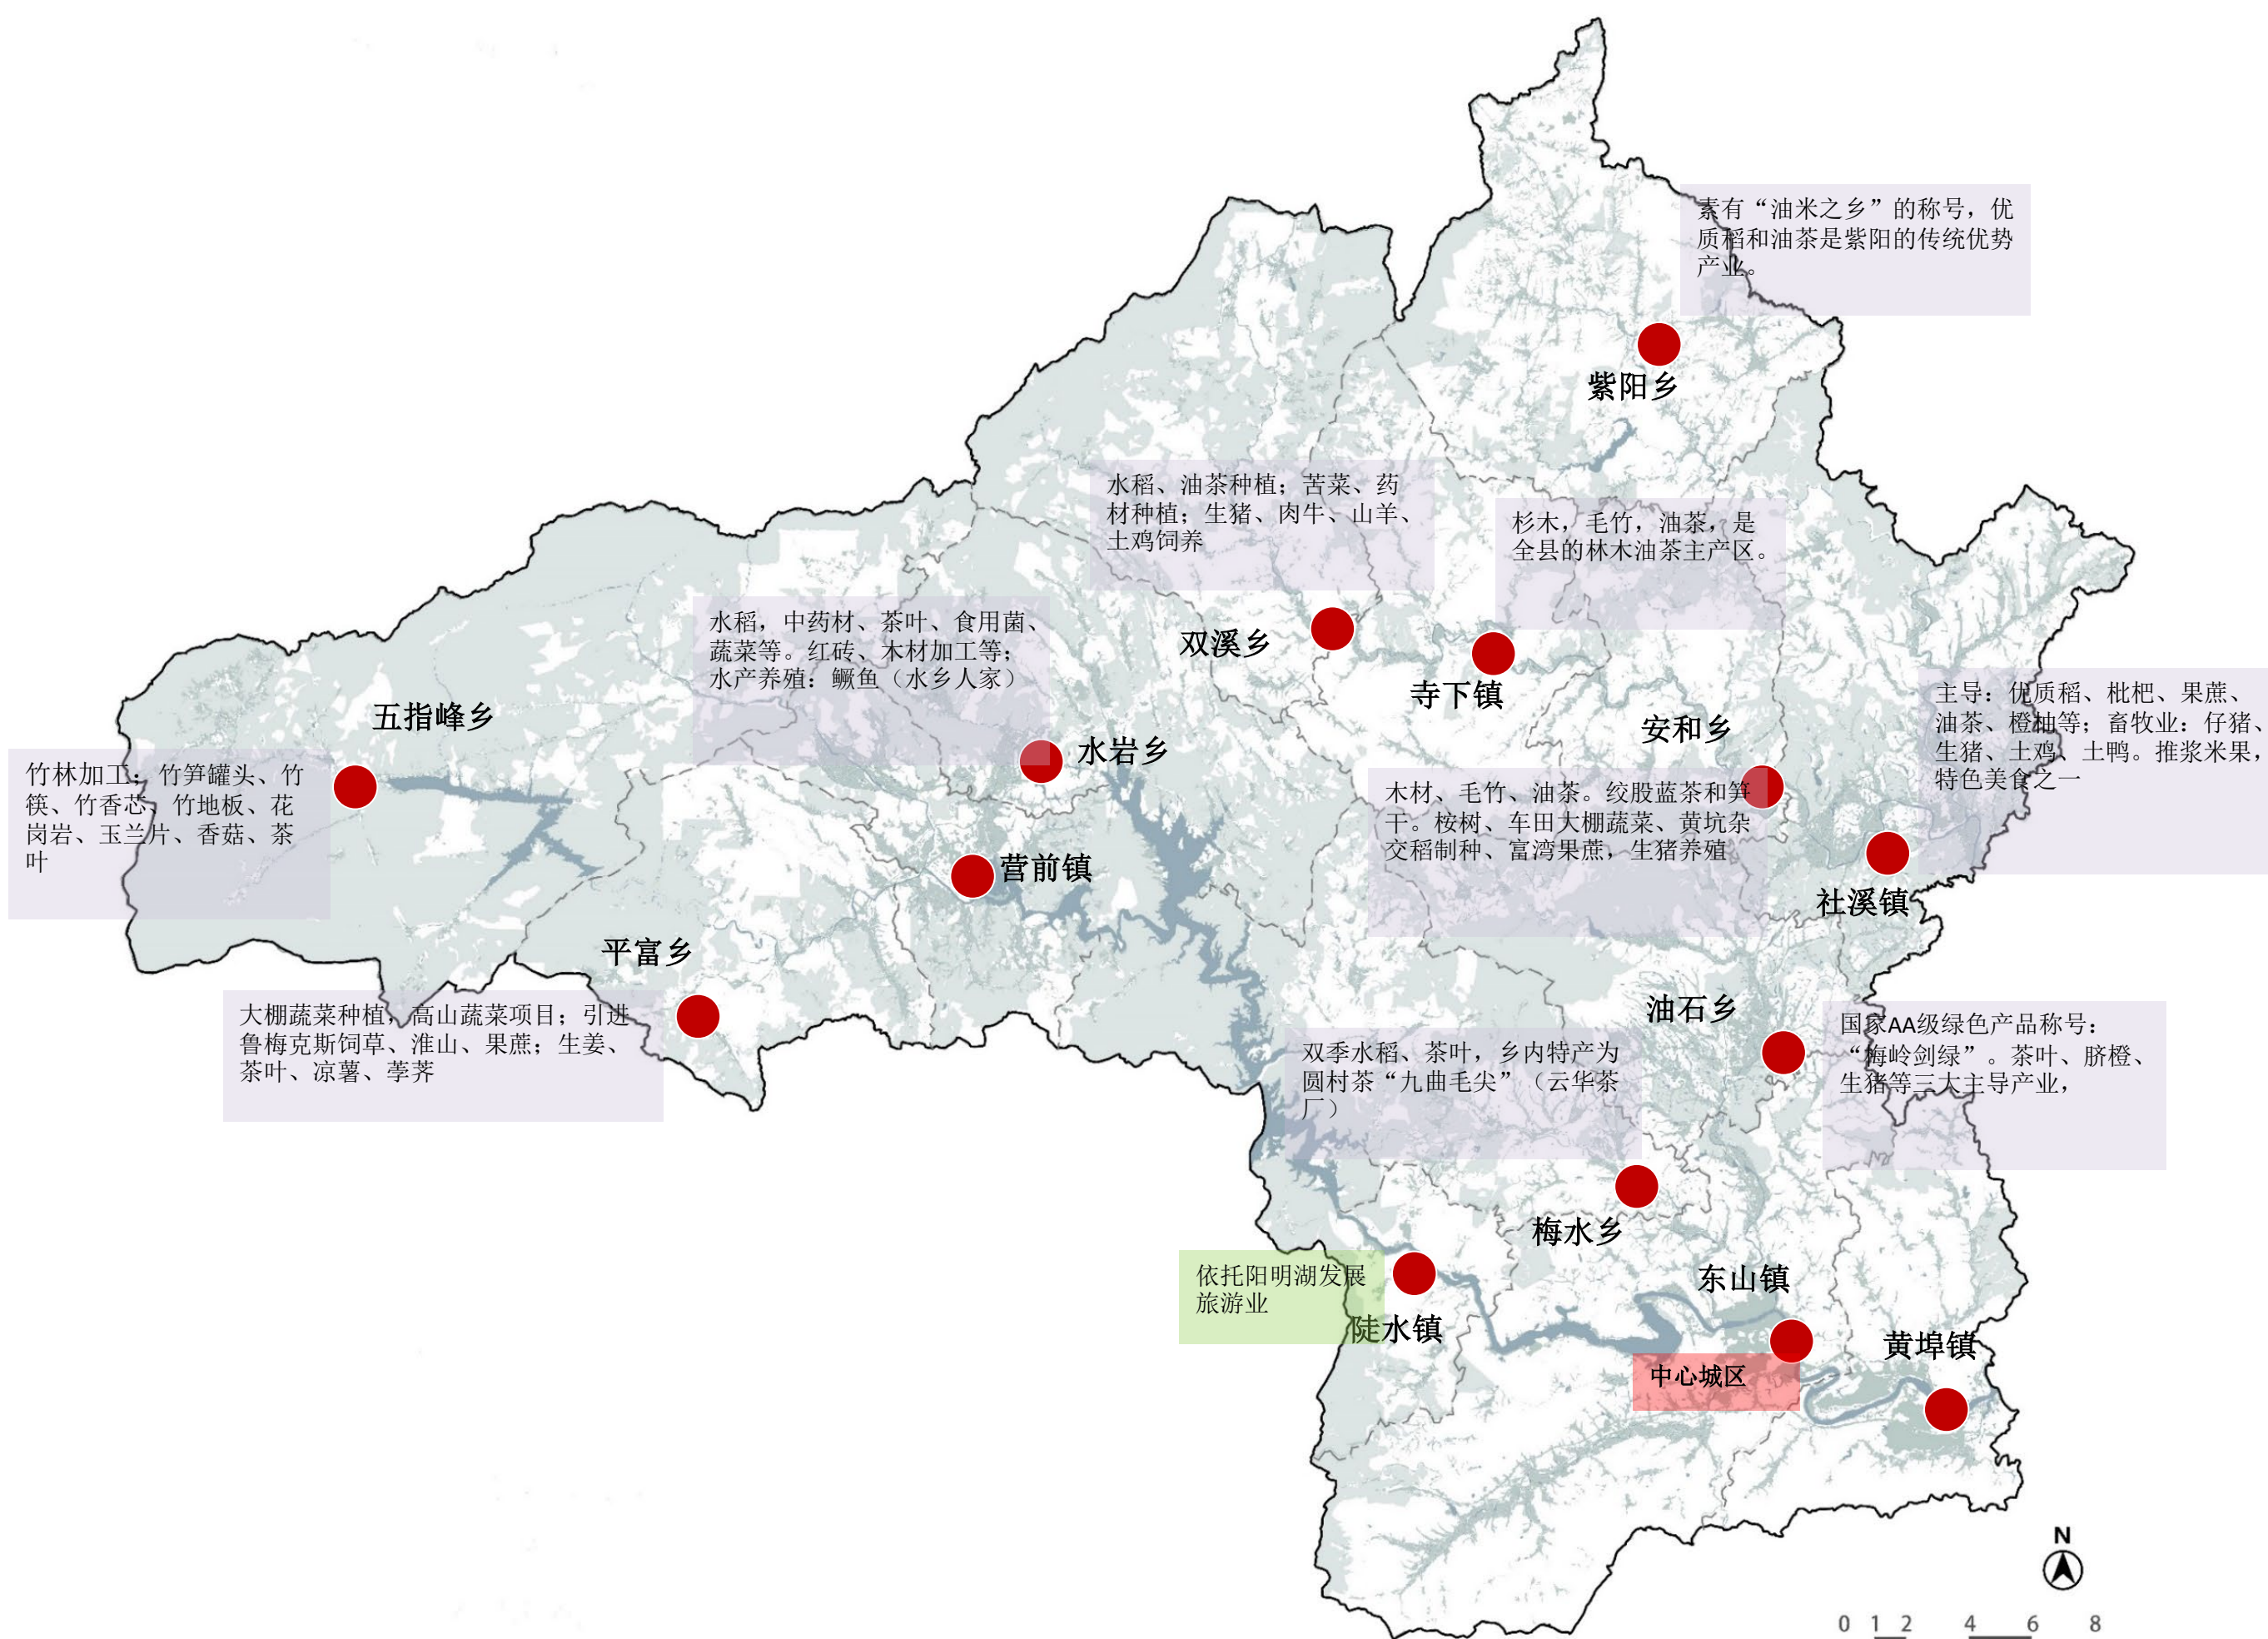 素有“油米之乡”的称号，优
质稻和油茶是紫阳的传统优势
产业。
紫阳乡
水稻、油茶种植；苦菜、药
材种植；生猪、肉牛、山羊、
土鸡饲养
杉木，毛竹，油茶，是
全县的林木油茶主产区。
水稻，中药材、茶叶、食用菌、
蔬菜等。红砖、木材加工等；
水产养殖：鳜鱼（水乡人家）
双溪乡
寺下镇
五指峰乡
水岩乡
安和乡
主导：优质稻、枇杷、果蔗、
油茶、橙柚等；畜牧业：仔猪、
生猪、土鸡、土鸭。推浆米果，
特色美食之一
竹林加工：竹笋罐头、竹
筷、竹香芯、竹地板、花
岗岩、玉兰片、香菇、茶
叶
木材、毛竹、油茶。绞股蓝茶和笋
干。桉树、车田大棚蔬菜、黄坑杂
交稻制种、富湾果蔗，生猪养殖
营前镇
社溪镇
平富乡
大棚蔬菜种植，高山蔬菜项目；引进
鲁梅克斯饲草、淮山、果蔗；生姜、
茶叶、凉薯、荸荠
油石乡
国家AA级绿色产品称号：
“梅岭剑绿”。茶叶、脐橙、
生猪等三大主导产业，
双季水稻、茶叶，乡内特产为
圆村茶“九曲毛尖”（云华茶
厂）
梅水乡
依托阳明湖发展
旅游业
陡水镇
东山镇
中心城区
黄埠镇
N
0 1 2 4 6 8